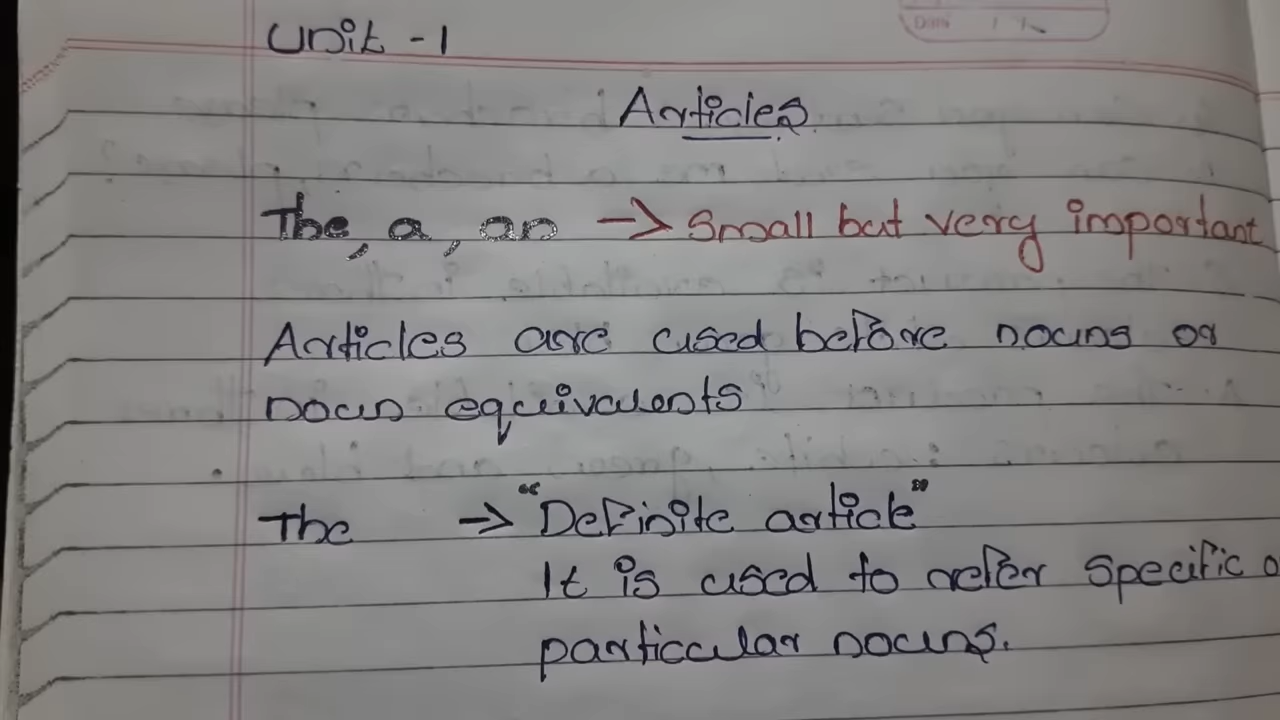 Unit - 1
Articles
The, a, an → Small but very important
Articles are used before nouns or
noun equivalents
The → "Definite article"
It is used to refer specific o
particular nouns.